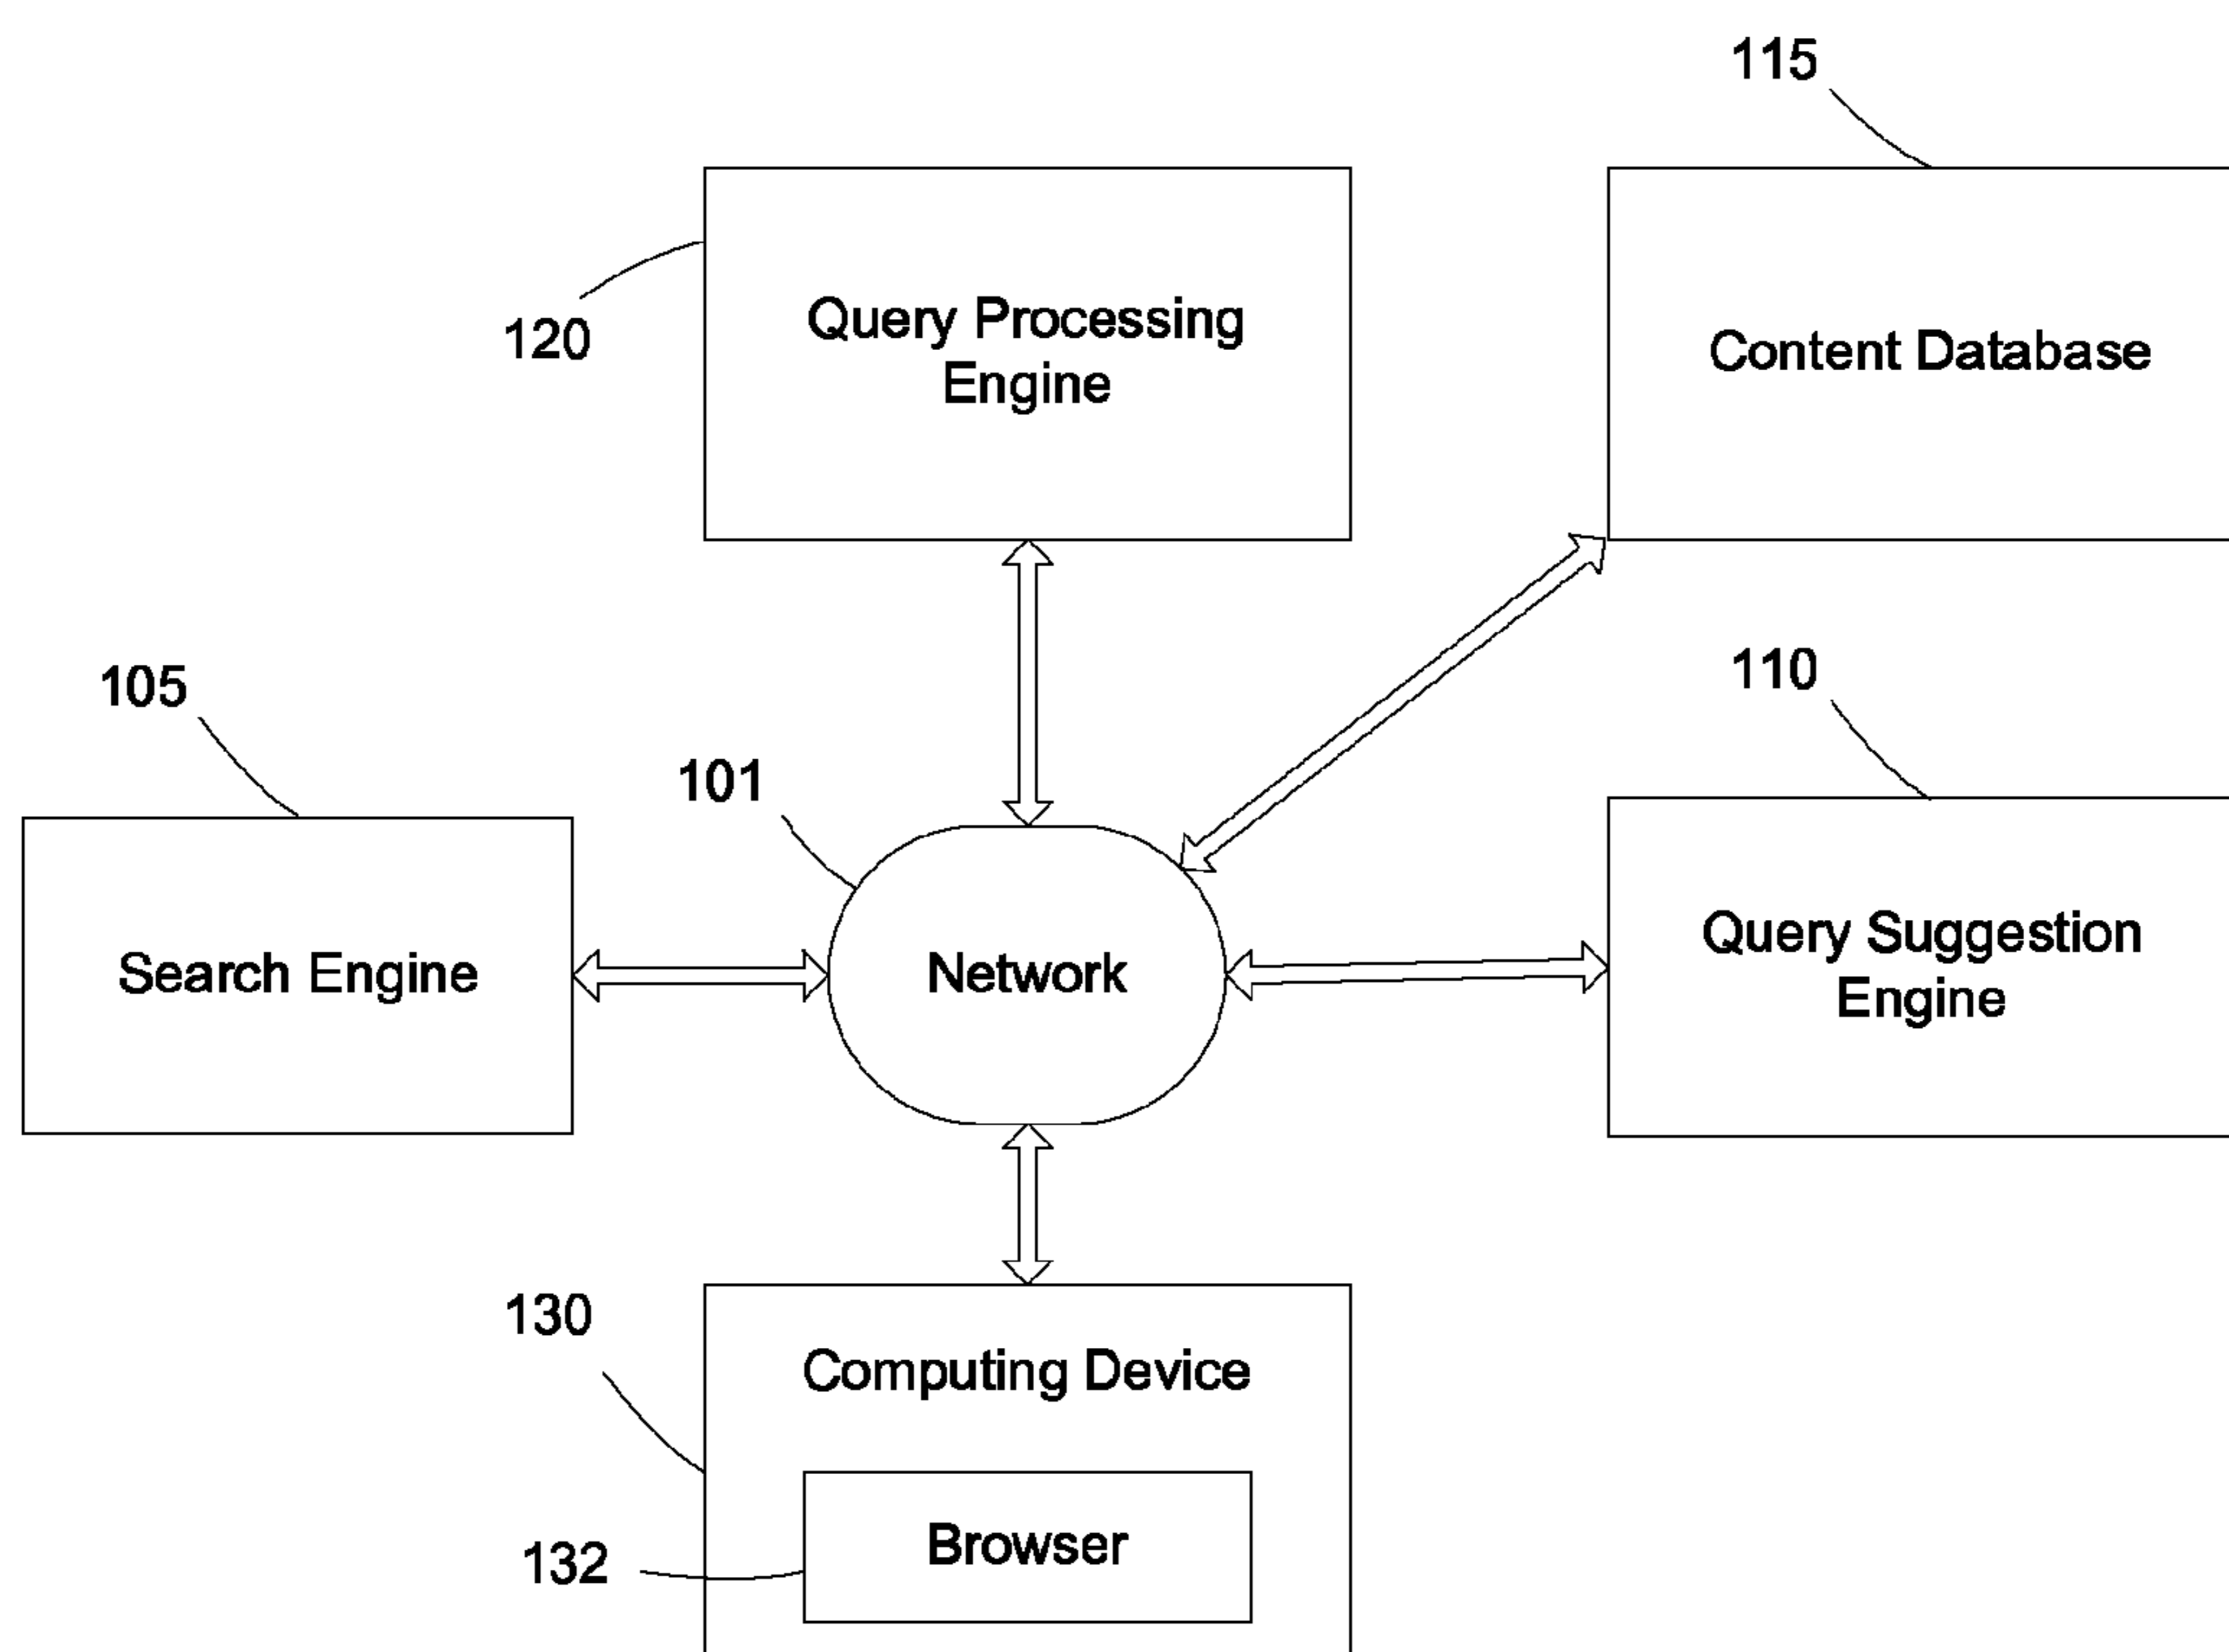 115
120
Query Processing
Engine
Content Database
105
101
110
Search Engine
Network
Query Suggestion
Engine
130
Computing Device
132
Browser